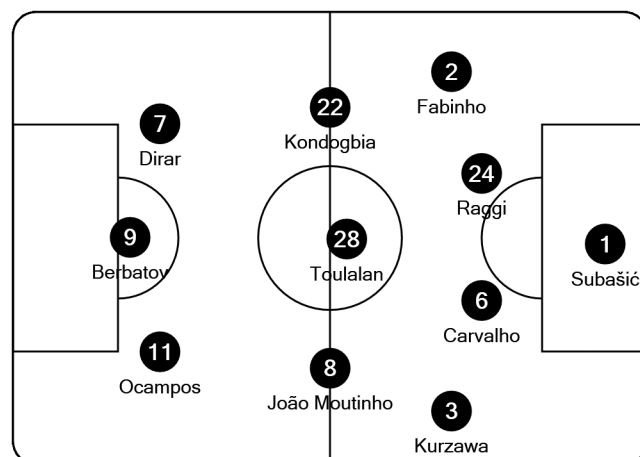 2
Fabinho
22
Kondogbia
7
Dirar
24
Raggi
9
Berbatov
28
Toulalan
1
Subašić
6
Carvalho
11
Ocampos
8
João Moutinho
3
Kurzawa